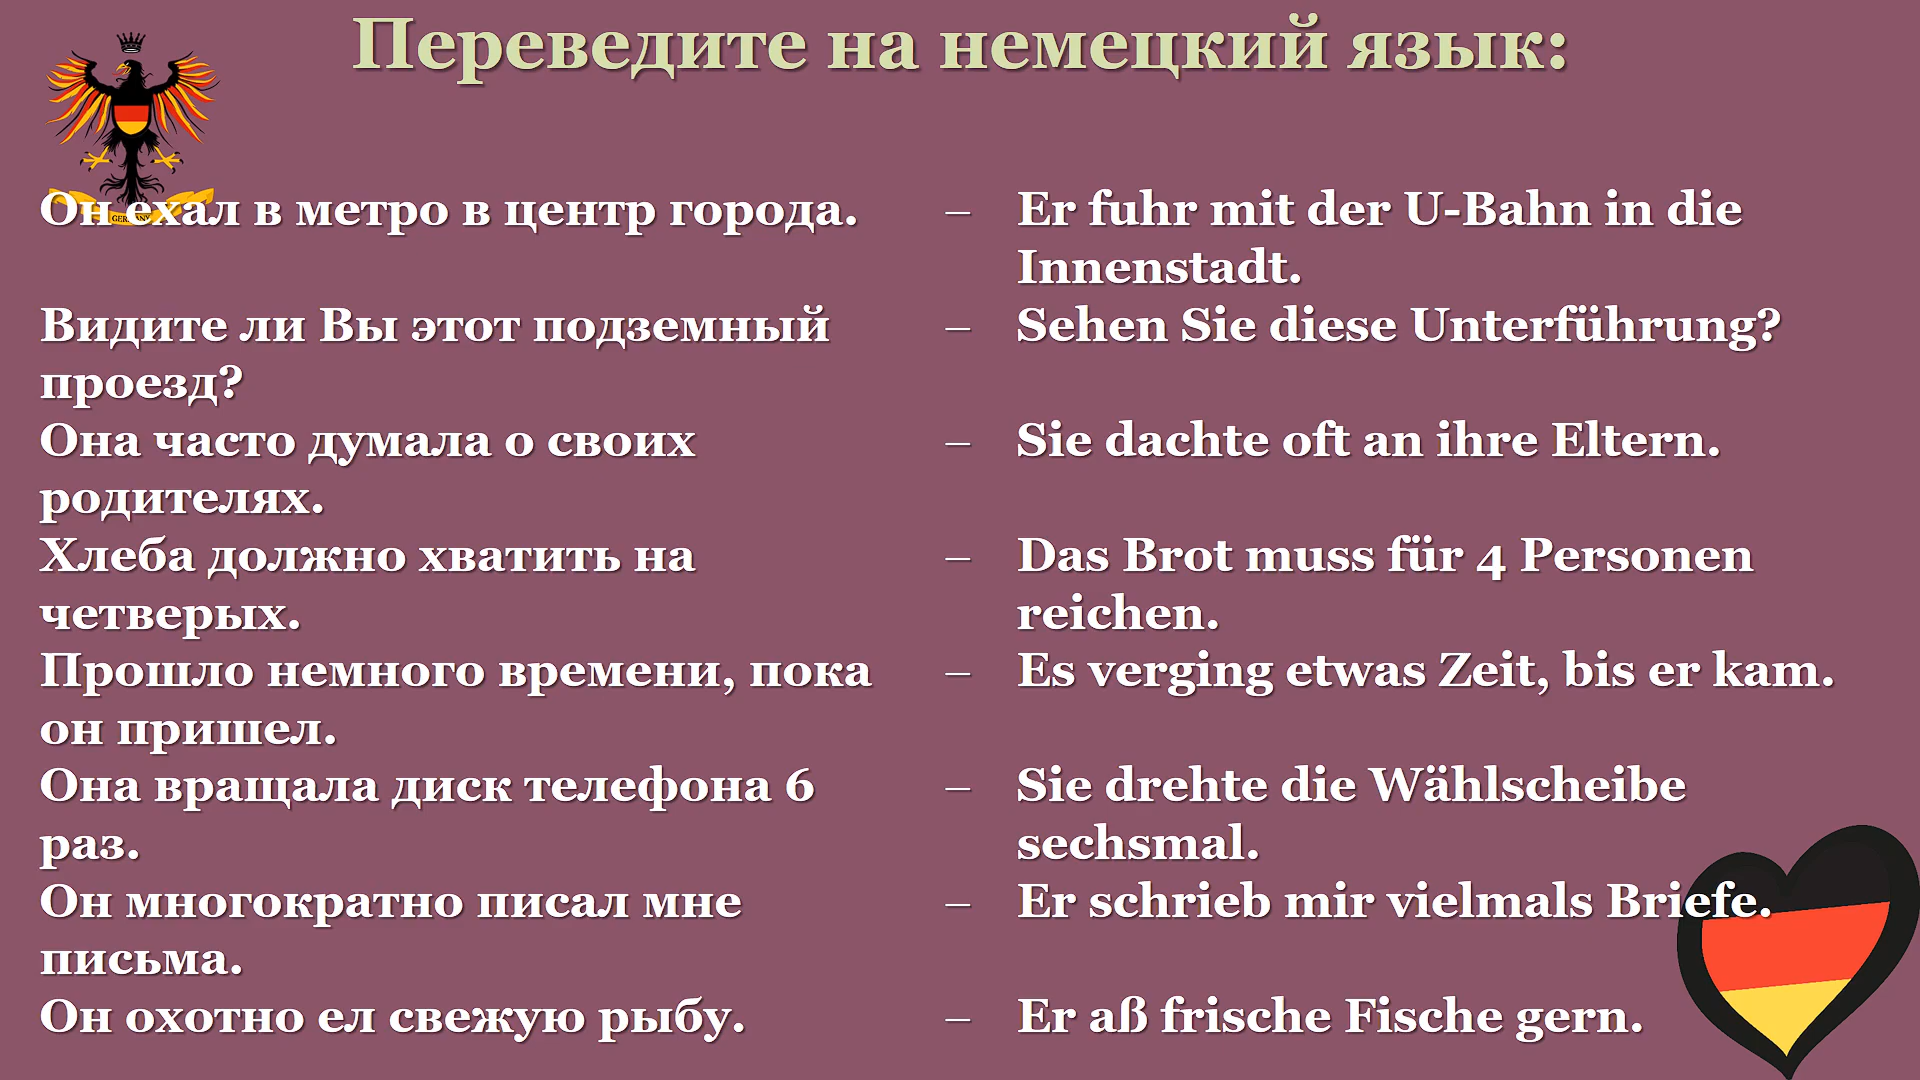 Переведите на немецкий язык:
GERMANY
Он ехал в метро в центр города. – Er fuhr mit der U-Bahn in die
Innenstadt.
Видите ли Вы этот подземный – Sehen Sie diese Unterführung?
проезд?
Она часто думала о своих – Sie dachte oft an ihre Eltern.
родителях.
Хлеба должно хватить на – Das Brot muss für 4 Personen
четверых. reichen.
Прошло немного времени, пока – Es verging etwas Zeit, bis er kam.
он пришел.
Она вращала диск телефона 6 – Sie drehte die Wählscheibe
раз. sechsmal.
Он многократно писал мне – Er schrieb mir vielmals Briefe.
письма.
Он охотно ел свежую рыбу. – Er aß frische Fische gern.